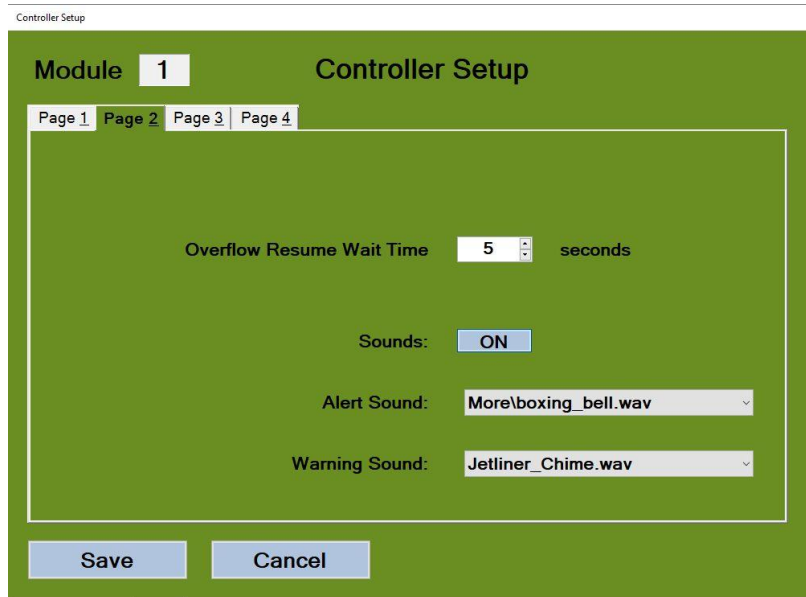 Controller Setup
Module 1 Controller Setup
Page 1 Page 2 Page 3 Page 4
Overflow Resume Wait Time 5 seconds
Sounds: ON
Alert Sound: More\boxing_bell.wav
Warning Sound: Jetliner_Chime.wav
Save Cancel